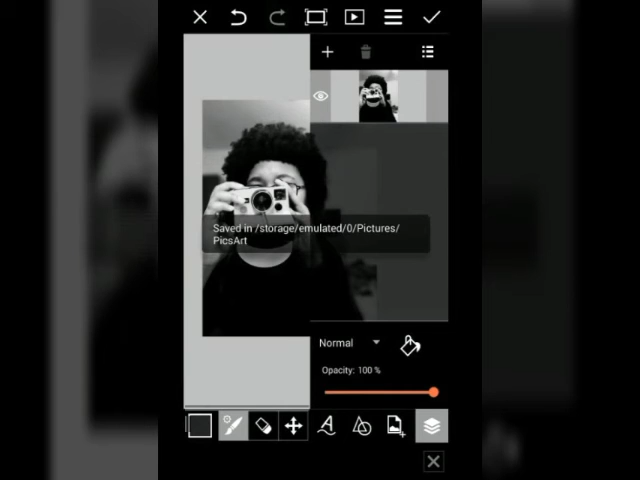 Saved in /storage/emulated/0/Pictures/
PicsArt
Normal
Opacity: 100 %